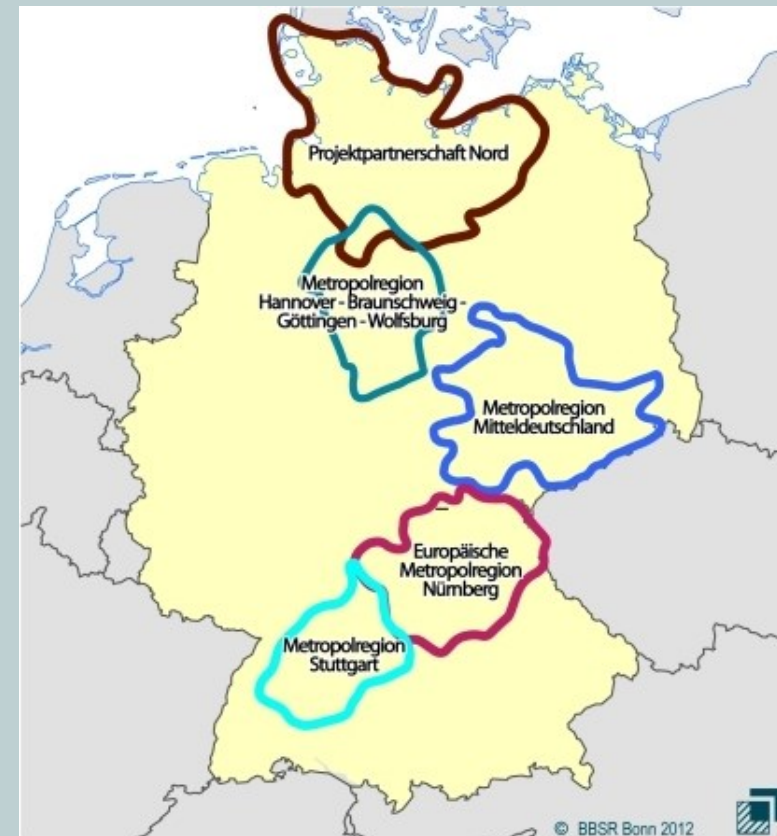 Projektpartnerschaft Nord
Metropolregion
Hannover - Braunschweig -
Göttingen - Wolfsburg
Metropolregion
Mitteldeutschland
Europäische
Metropolregion
Nürnberg
Metropolregion
Stuttgart
© BBSR Bonn 2012